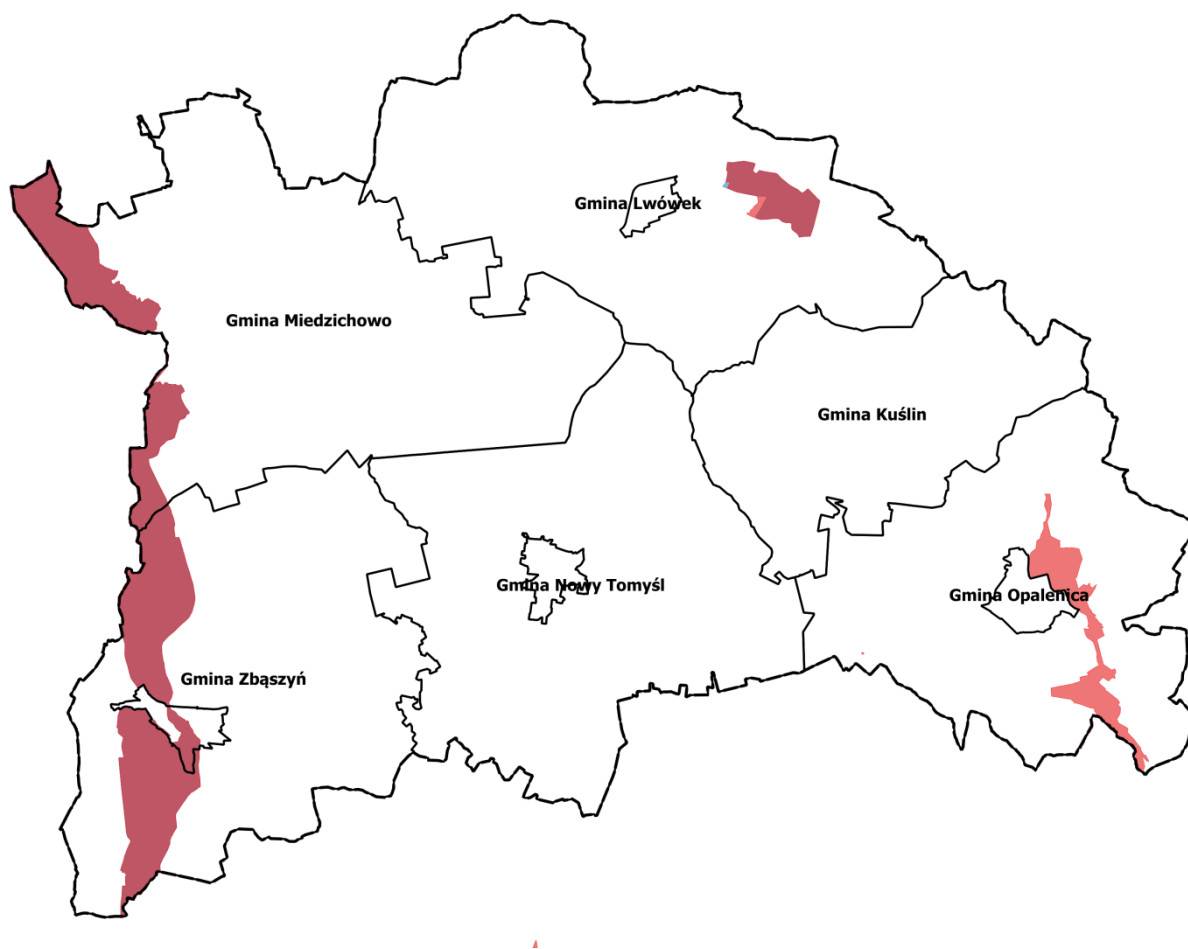 Gmina Lwówek
Gmina Miedzichowo
Gmina Kuślin
Gmina Nowy Tomyśl
Gmina Opalenica
Gmina Zbąszyń